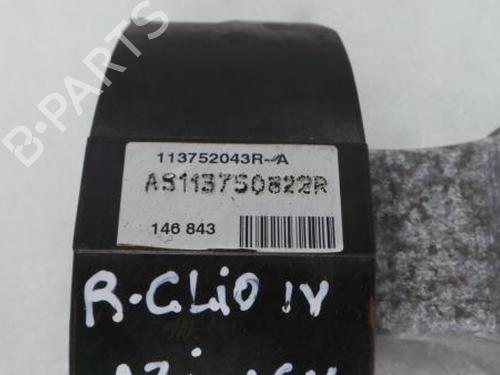 B-PARTS
113752043R--A
AS113750822R
146 843
R-CLIO IV